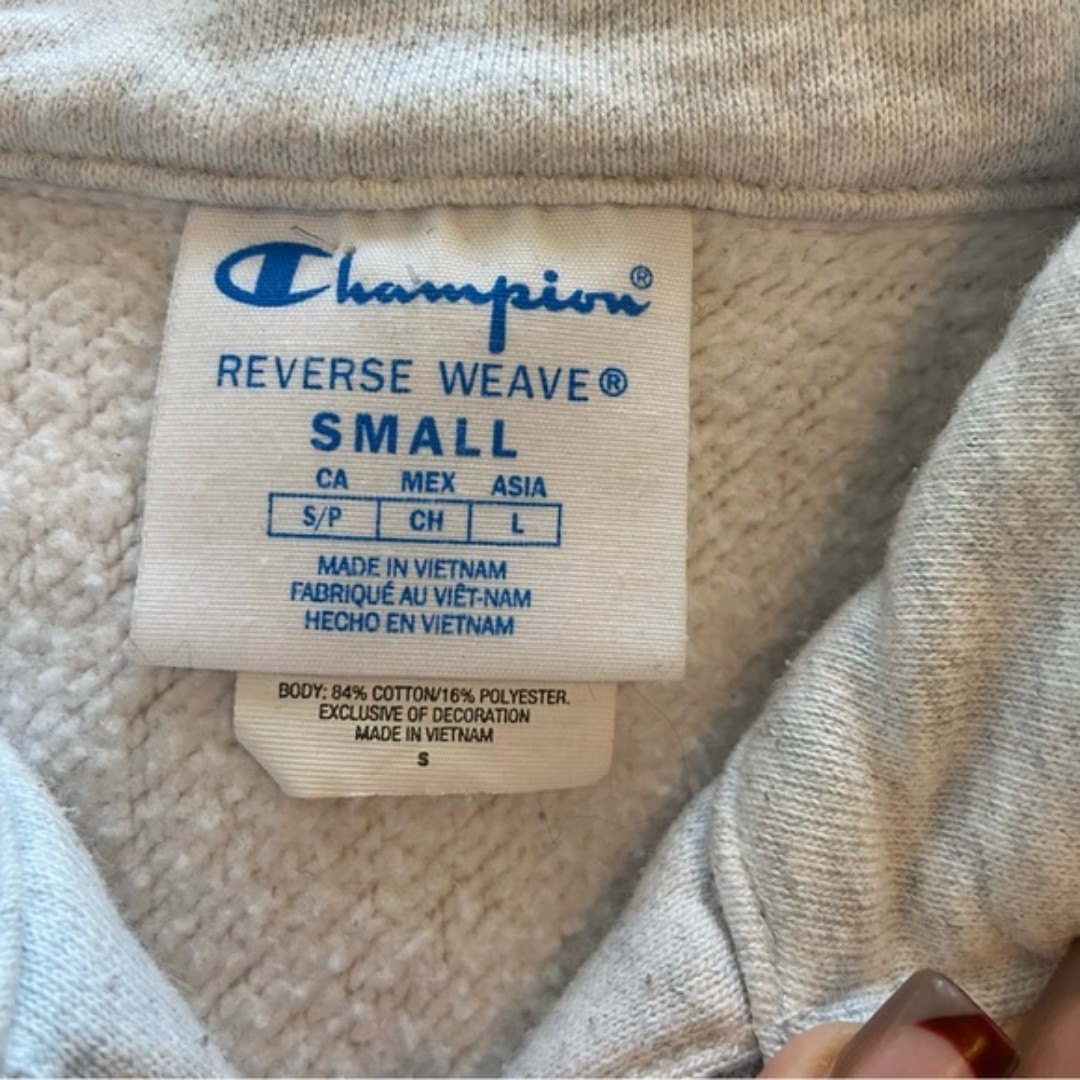 Champion®
REVERSE WEAVE®
SMALL
CA MEX ASIA
S/P CH L
MADE IN VIETNAM
FABRIQUÉ AU VIÊT-NAM
HECHO EN VIETNAM
BODY: 84% COTTON/16% POLYESTER.
EXCLUSIVE OF DECORATION
MADE IN VIETNAM
S